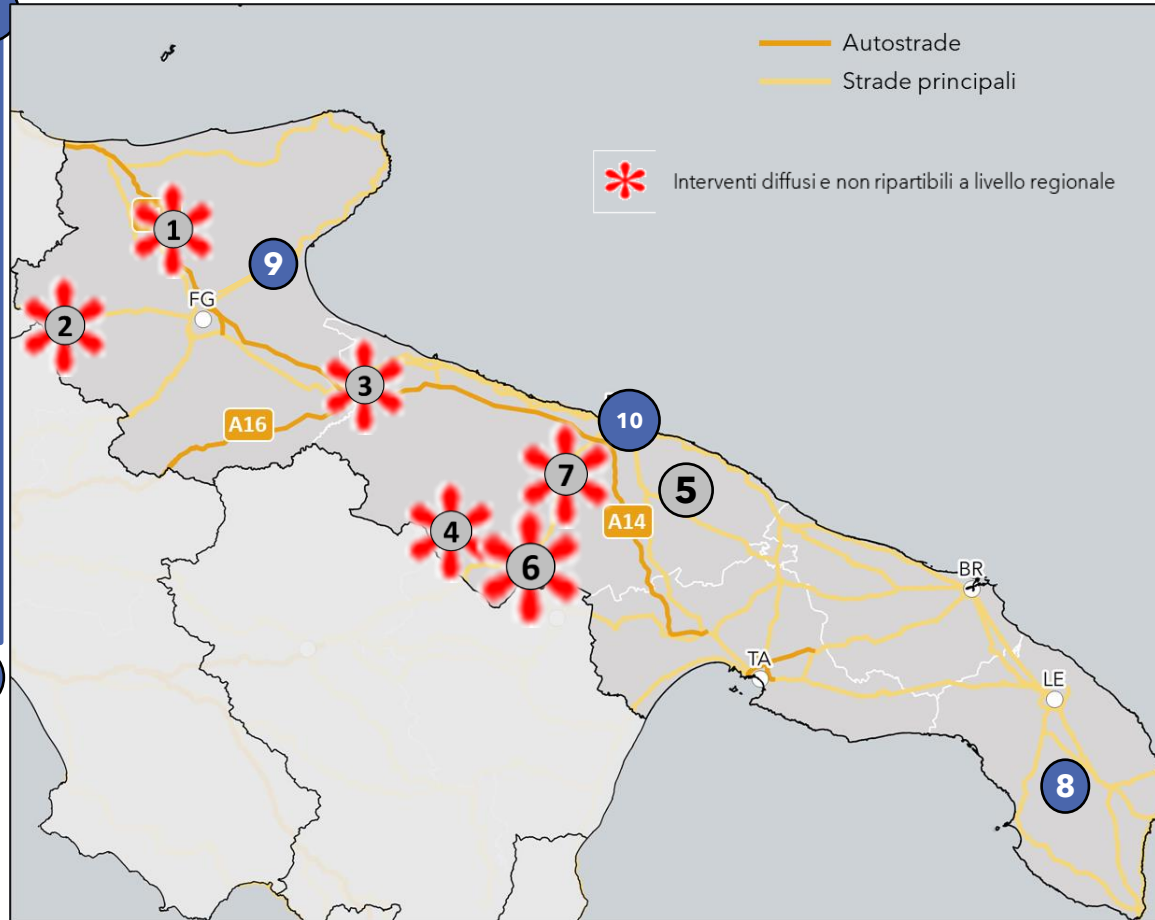 Autostrade
Strade principali
Interventi diffusi e non ripartibili a livello regionale
1
9
FG
2
3
A16
10
7
5
4
A14
6
BR
TA
LE
8